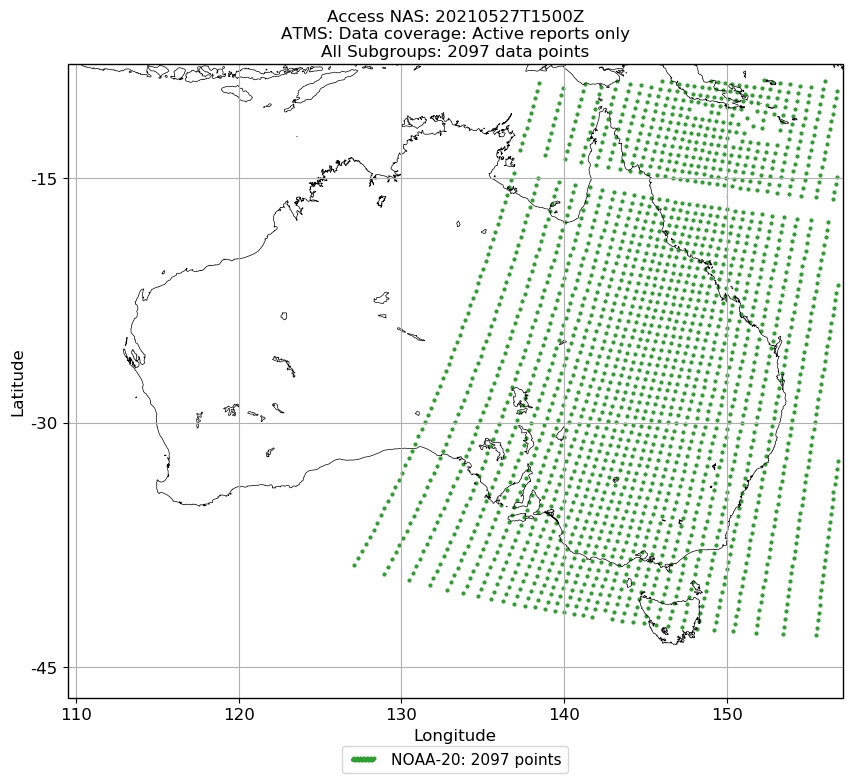 Access NAS: 20210527T1500Z
ATMS: Data coverage: Active reports only
All Subgroups: 2097 data points
-15
-30
-45
Latitude
110
120
130
140
150
Longitude
NOAA-20: 2097 points